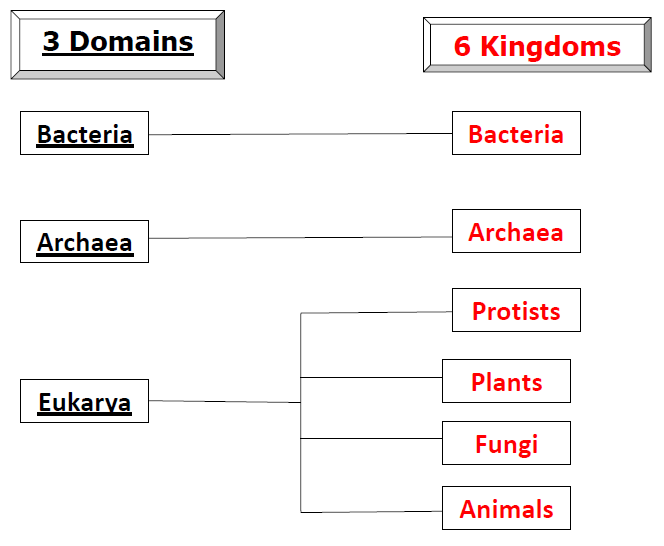 3 Domains
6 Kingdoms
Bacteria
Bacteria
Archaea
Archaea
Eukarya
Protists
Plants
Fungi
Animals